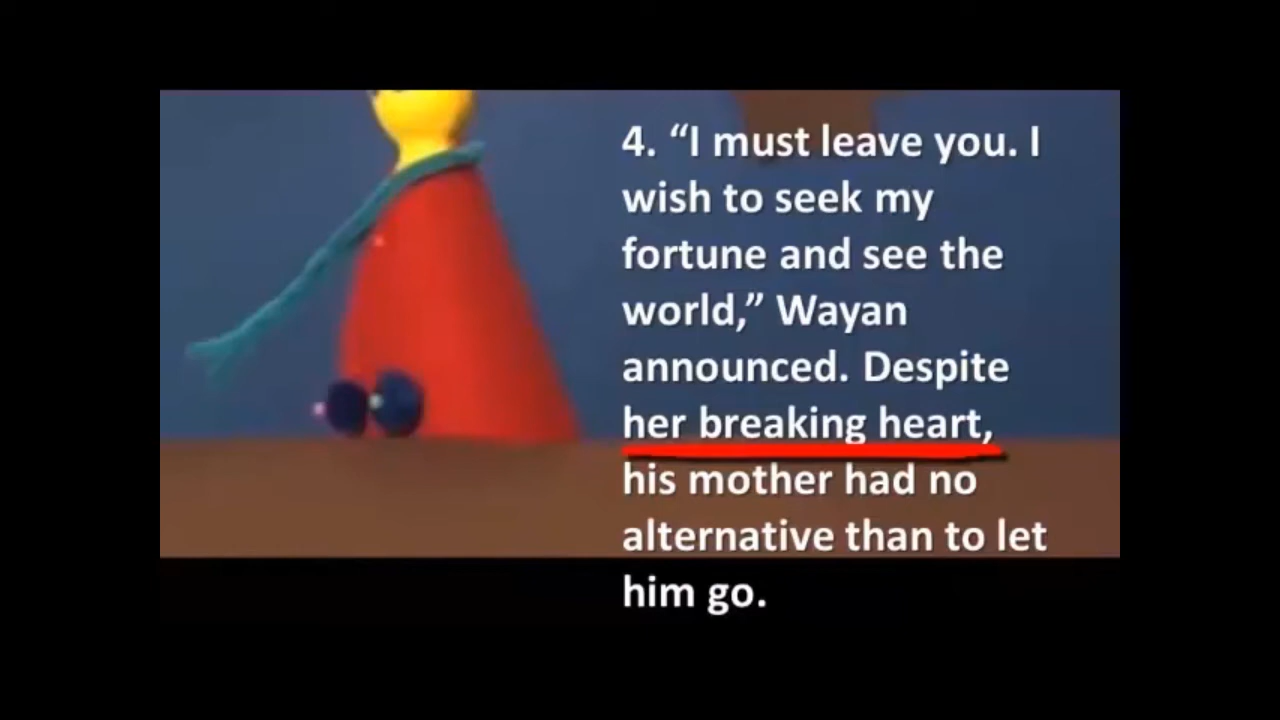 4. “I must leave you. I
wish to seek my
fortune and see the
world,” Wayan
announced. Despite
her breaking heart,
his mother had no
alternative than to let
him go.